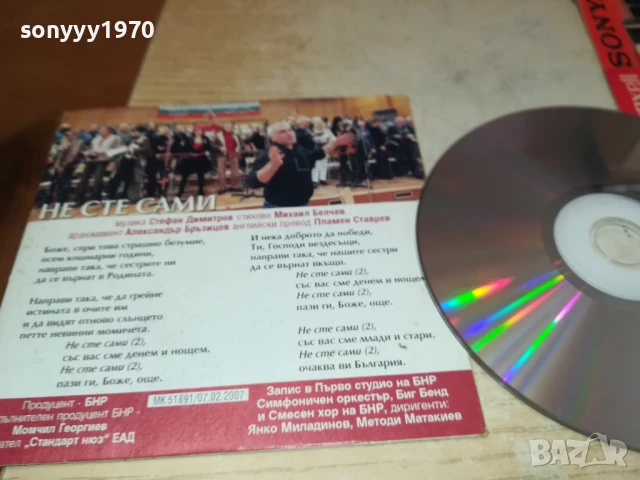 sonyyy1970
SONY
НЕ СТЕ САМИ...
музика Стефан Димитров стихове Михаил Белчев
аранжимент Александър Бръзицов английски превод Пламен Ставрев
Боже, спри това страшно безумие,
осем кошмарни години,
направи така, че сестрите ни
да се върнат в Родината.
Направи така, че да грейне
истината в очите им
и да видят отново слънцето
петте невинни момичета.
Не сте сами (2),
със вас сме денем и нощем.
Не сте сами (2),
пази ги, Боже, още.
И нека доброто да победи,
Ти, Господи вездесъщи,
направи така, че нашите сестри
да се върнат вкъщи.
Не сте сами (2),
със вас сме денем и нощем
Не сте сами (2),
пази ги, Боже, още.
Не сте сами (2),
със вас сме млади и стари.
Не сте сами (2),
очаква ви България.
Продуцент - БНР
пълнителен продуцент БНР -
Момчил Георгиев
ател "Стандарт нюз" ЕАД
МК 51891/07.02.2007
Запис в Първо студио на БНР
Симфоничен оркестър, Биг Бенд
и Смесен хор на БНР, диригенти:
Янко Миладинов, Методи Матакиев
BAZAR.BG